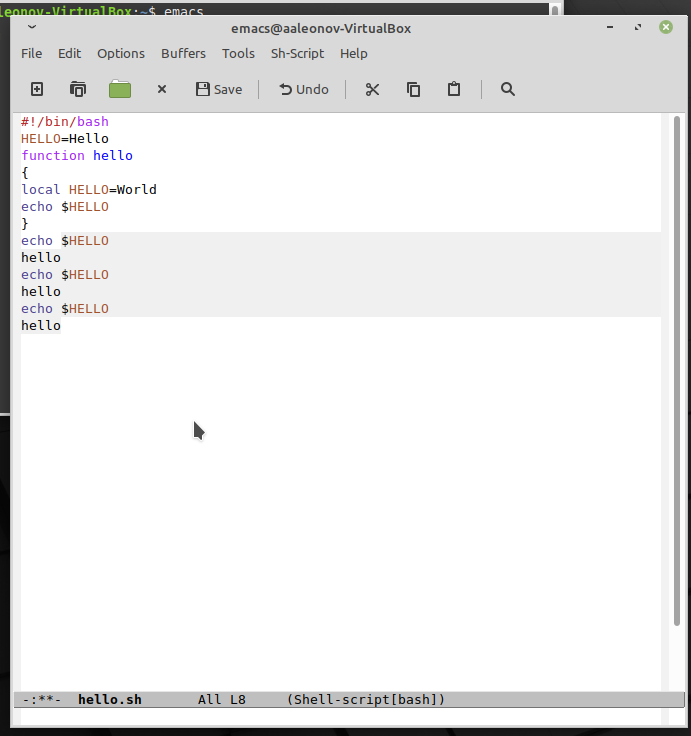 leonov-VirtualBox:~$ emacs
emacs@aaleonov-VirtualBox
File Edit Options Buffers Tools Sh-Script Help
Save Undo
#!/bin/bash
HELLO=Hello
function hello
{
local HELLO=World
echo $HELLO
}
echo $HELLO
hello
echo $HELLO
hello
echo $HELLO
hello
-:**- hello.sh All L8 (Shell-script[bash])